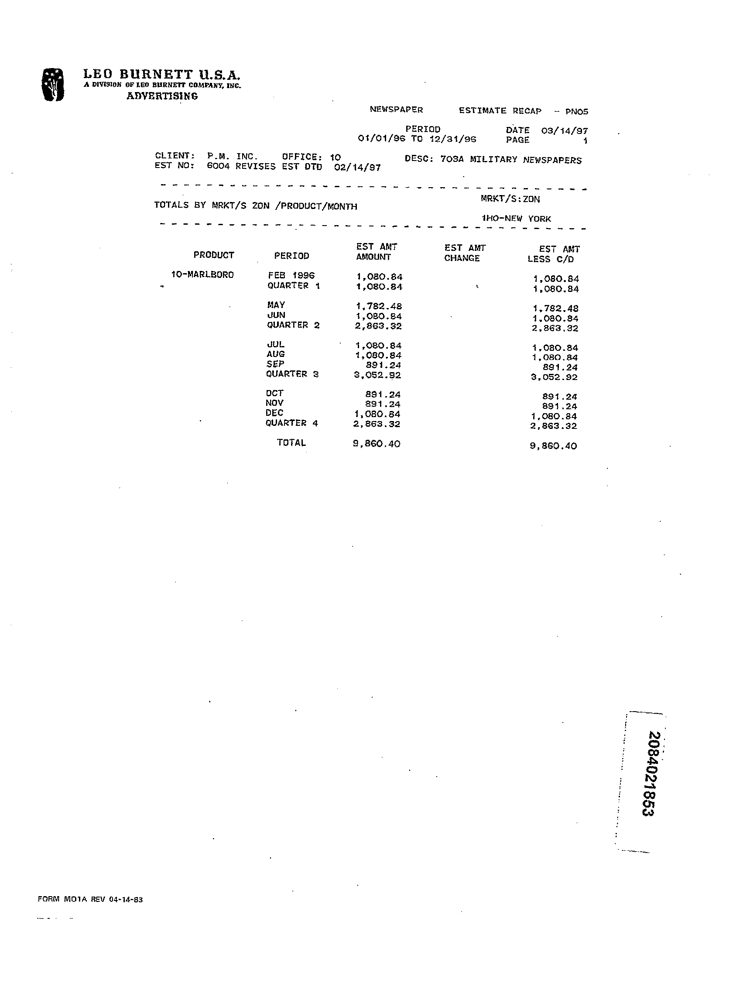 LEO BURNETT U.S.A.
A DIVISION OF LEO BURNETT COMPANY, INC.
ADVERTISING
NEWSPAPER ESTIMATE RECAP - PNO5
PERIOD DATE 03/14/97
01/01/96 TO 12/31/96 PAGE 1
CLIENT: P.M. INC. OFFICE: 10 DESC: 703A MILITARY NEWSPAPERS
EST NO: 6004 REVISES EST DTD 02/14/97
MRKT/S:ZON
TOTALS BY MRKT/S ZON /PRODUCT/MONTH
1HO-NEW YORK
EST AMT EST AMT EST AMT
PRODUCT PERIOD AMOUNT CHANGE LESS C/D
10-MARLBORO FEB 1996 1,080.84 1,080.84
QUARTER 1 1,080.84 1,080.84
MAY 1,782.48 1,782.48
JUN 1,080.84 1,080.84
QUARTER 2 2,863.32 2,863.32
JUL 1,080.84 1,080.84
AUG 1,080.84 1,080.84
SEP 891.24 891.24
QUARTER 3 3,052.92 3,052.92
OCT 891.24 891.24
NOV 891.24 891.24
DEC 1,080.84 1,080.84
QUARTER 4 2,863.32 2,863.32
TOTAL 9,860.40 9,860.40
2084021853
FORM MO1A REV 04-14-83